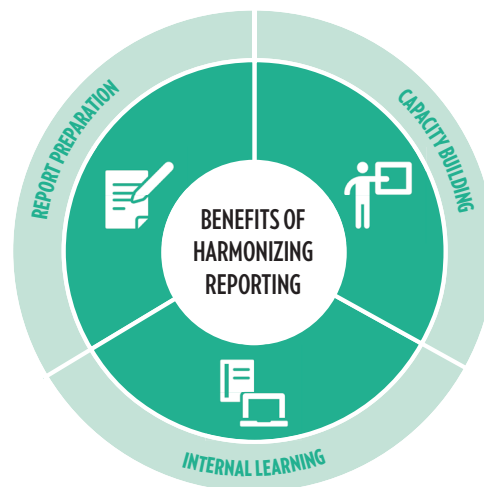 REPORT PREPARATION
CAPACITY BUILDING
BENEFITS OF
HARMONIZING
REPORTING
INTERNAL LEARNING